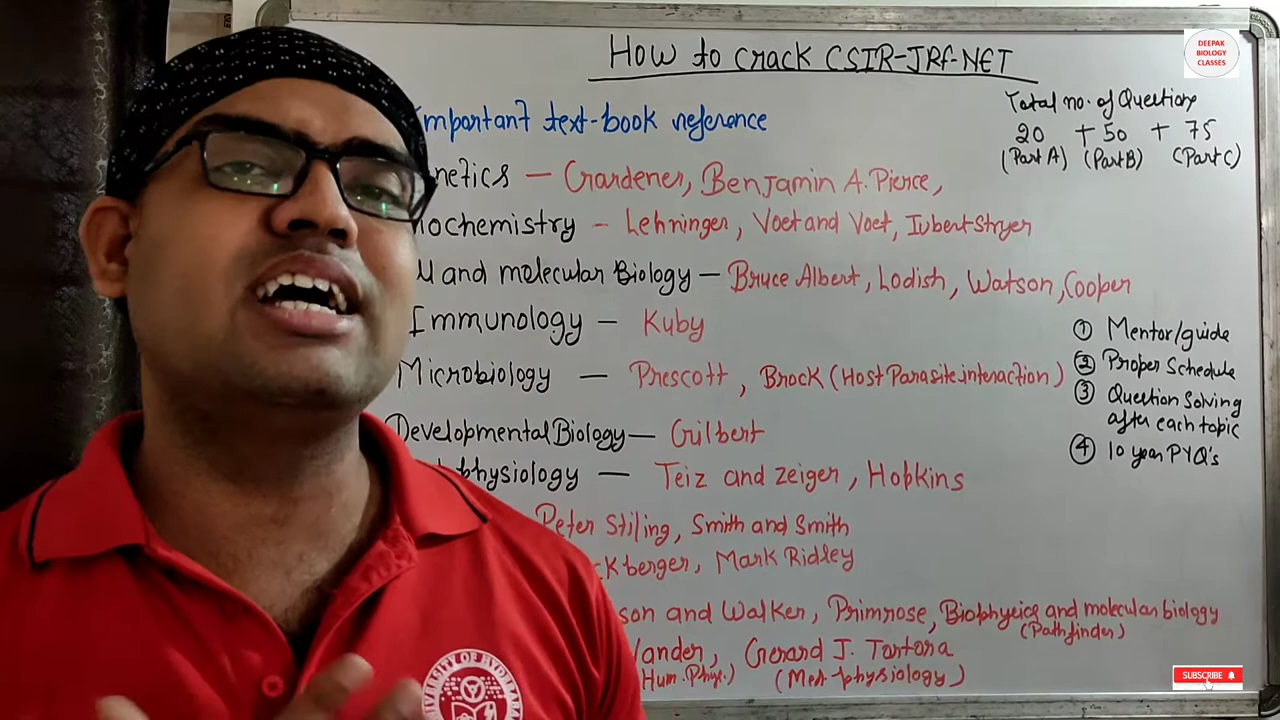 How to crack CSIR-JRF-NET
DEEPAK
BIOLOGY
CLASSES
Total no. of Questions
20 + 50 + 75
(Part A) (Part B) (Part C)
Important text-book reference
netics — Gardener, Benjamin A. Pierce,
iochemistry - Lehninger, Voet and Voet, Lubert Stryer
ll and molecular Biology — Bruce Albert, Lodish, Watson, Cooper
Immunology — Kuby
Microbiology — Prescott, Brock (Host Parasite interaction)
Developmental Biology — Gilbert
physiology — Teiz and zeiger, Hopkins
Peter Stiling, Smith and Smith
ckberger, Mark Ridley
son and Walker, Primrose, Biophysics and molecular biology
(Pathfinder)
Vander, Gerard J. Tortora
Hum. Phys.) (Med. physiology)
① Mentor/guide
② Proper Schedule
③ Question Solving
after each topic
④ 10 year PYQ's
UNIVERSITY OF HYDERABA
SUBSCRIBE